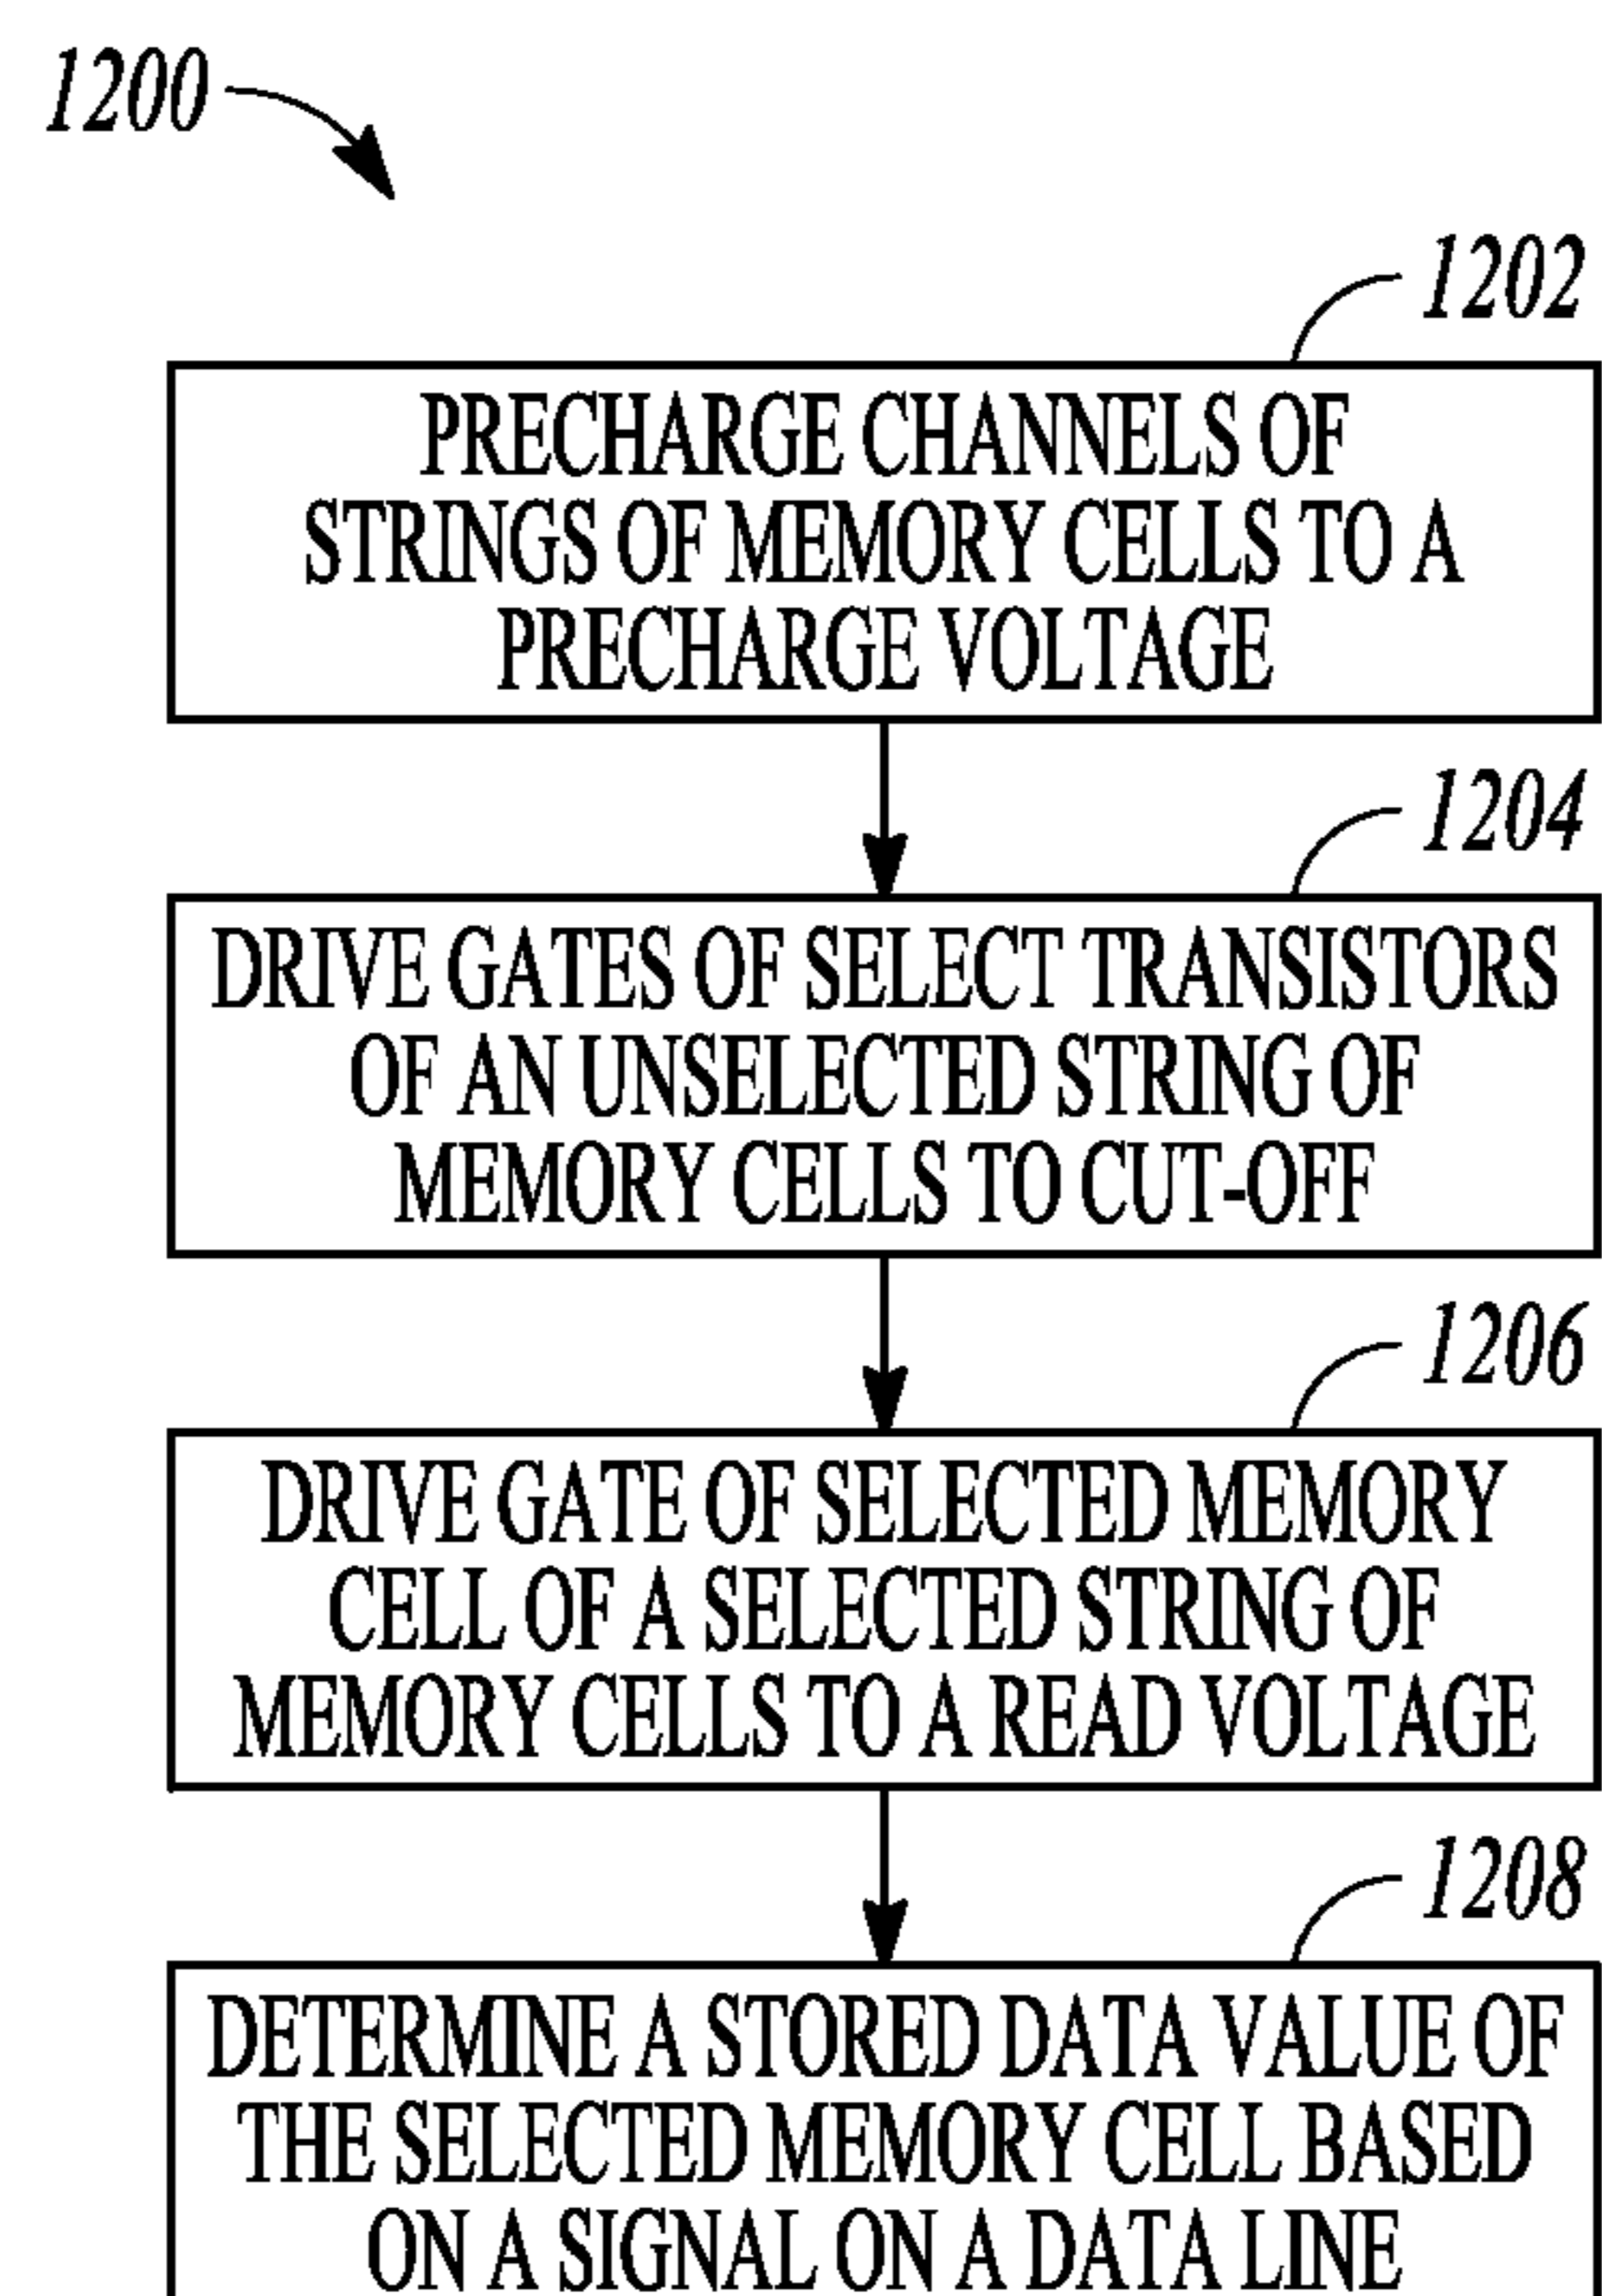 1200
1202
PRECHARGE CHANNELS OF
STRINGS OF MEMORY CELLS TO A
PRECHARGE VOLTAGE
1204
DRIVE GATES OF SELECT TRANSISTORS
OF AN UNSELECTED STRING OF
MEMORY CELLS TO CUT-OFF
1206
DRIVE GATE OF SELECTED MEMORY
CELL OF A SELECTED STRING OF
MEMORY CELLS TO A READ VOLTAGE
1208
DETERMINE A STORED DATA VALUE OF
THE SELECTED MEMORY CELL BASED
ON A SIGNAL ON A DATA LINE